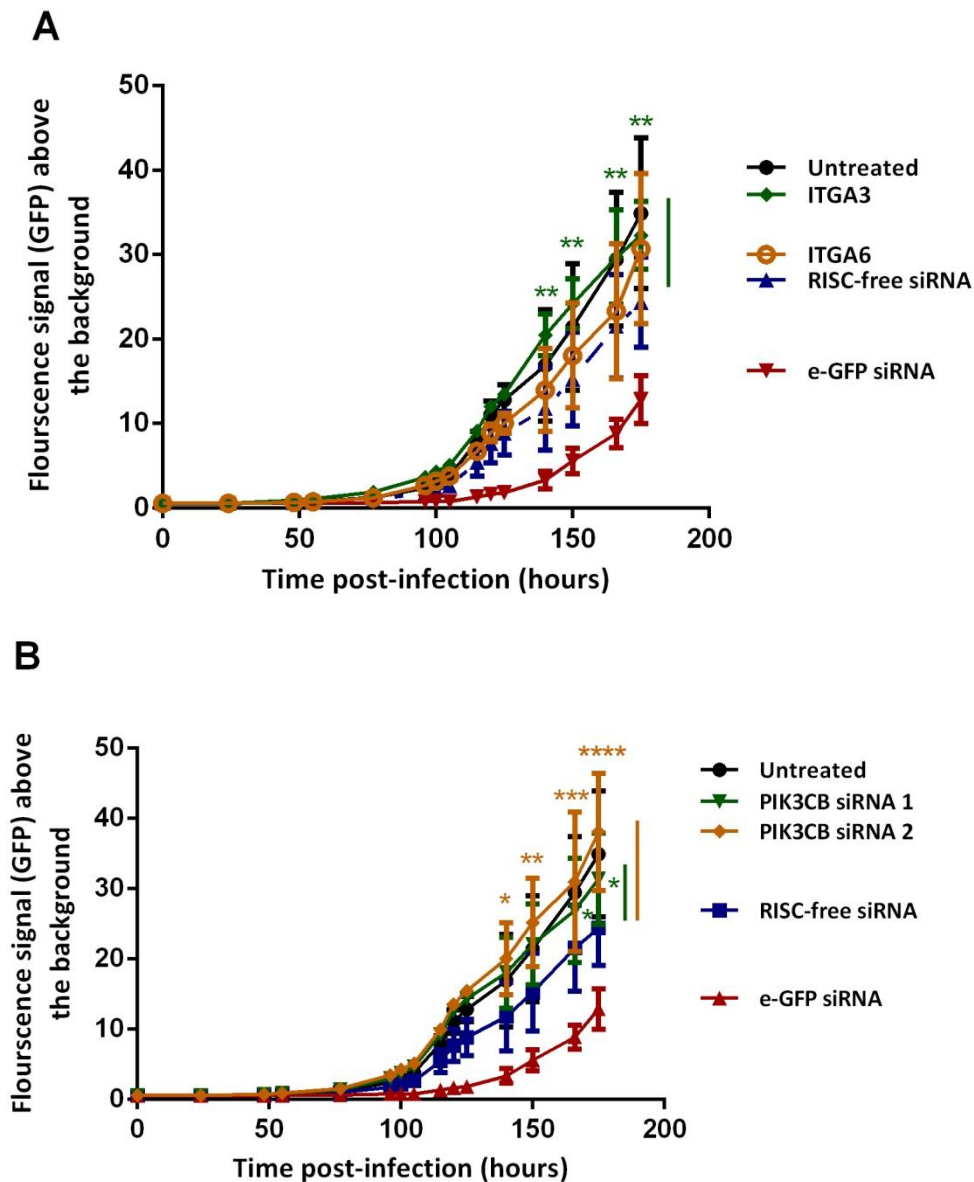 A
Flourscence signal (GFP) above
the background
50
40
30
20
10
0
**
**
**
**
0
50
100
150
200
Time post-infection (hours)
Untreated
ITGA3
ITGA6
RISC-free siRNA
e-GFP siRNA
B
Flourscence signal (GFP) above
the background
50
40
30
20
10
0
*
**
***
****
*
*
0
50
100
150
200
Time post-infection (hours)
Untreated
PIK3CB siRNA 1
PIK3CB siRNA 2
RISC-free siRNA
e-GFP siRNA